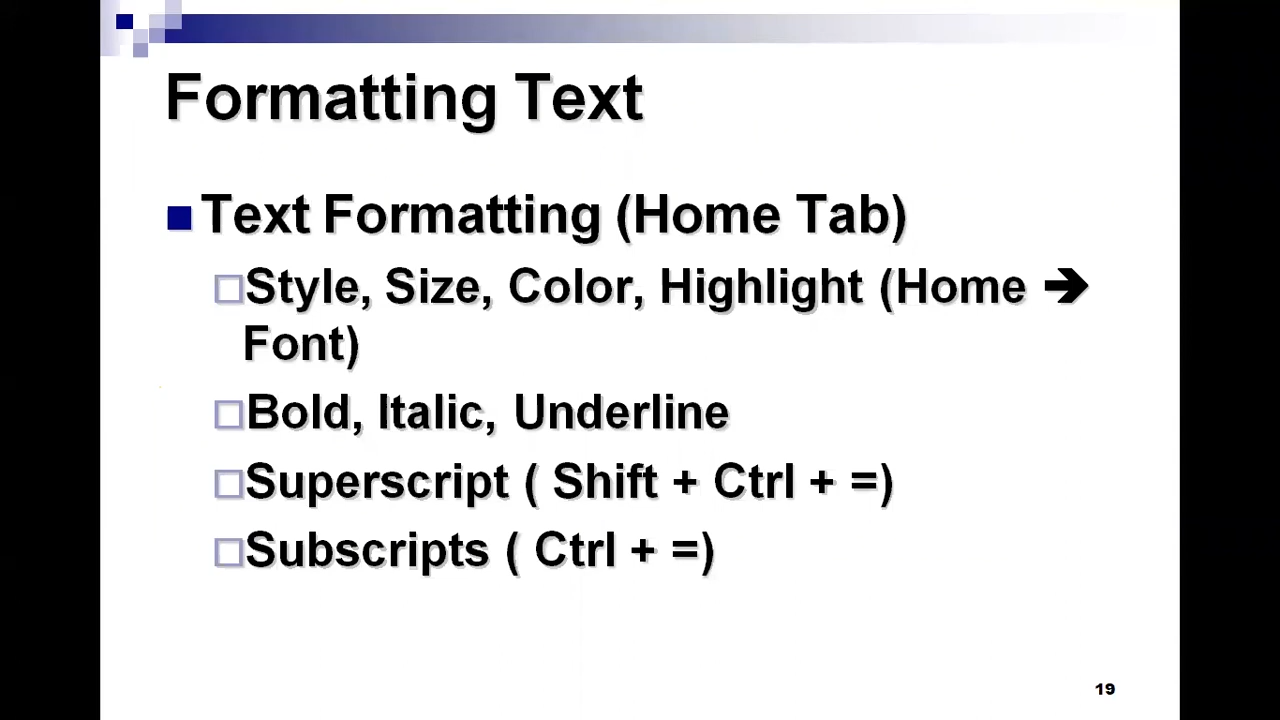 Formatting Text
Text Formatting (Home Tab)
Style, Size, Color, Highlight (Home ➔
Font)
Bold, Italic, Underline
Superscript ( Shift + Ctrl + =)
Subscripts ( Ctrl + =)
19